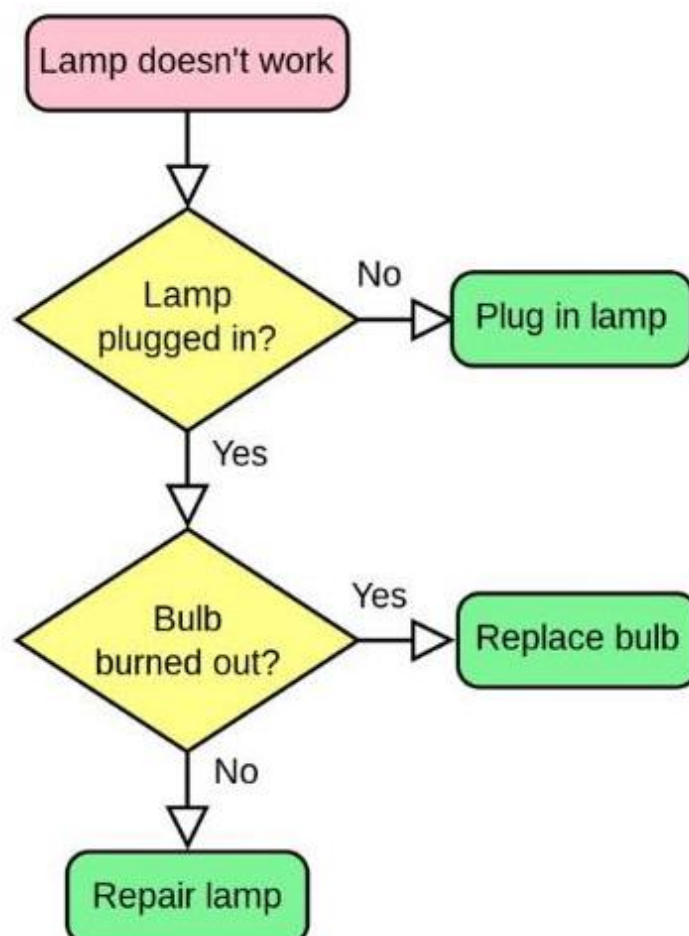 Lamp doesn't work
Lamp
plugged in?
No
Plug in lamp
Yes
Bulb
burned out?
Yes
Replace bulb
No
Repair lamp